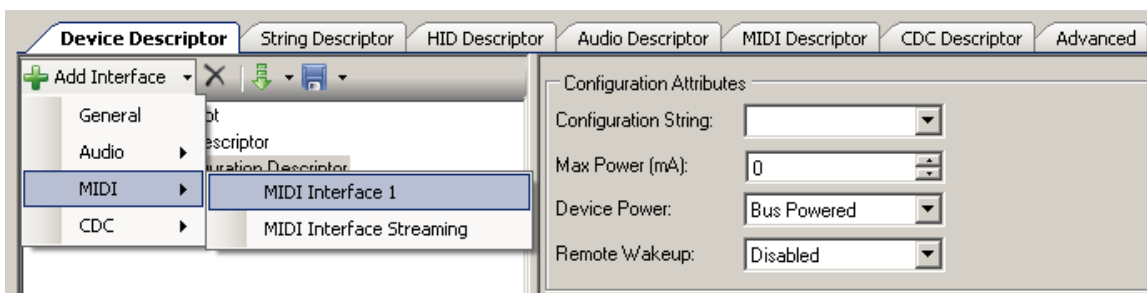 Device Descriptor String Descriptor HID Descriptor Audio Descriptor MIDI Descriptor CDC Descriptor Advanced
Add Interface
General
Audio
MIDI
CDC
MIDI Interface 1
MIDI Interface Streaming
Descriptor
Configuration Attributes
Configuration String:
Max Power (mA): 0
Device Power: Bus Powered
Remote Wakeup: Disabled